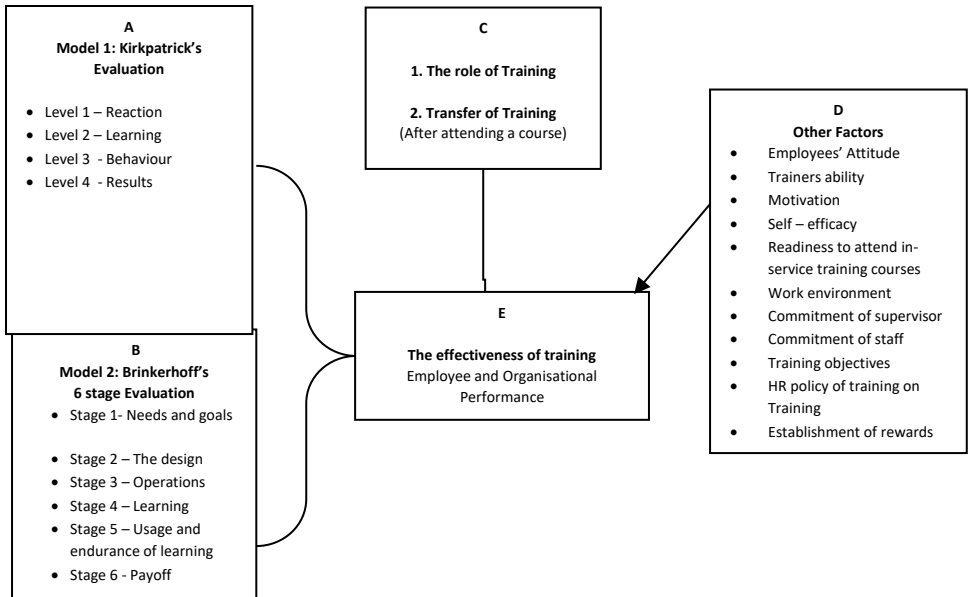 A
Model 1: Kirkpatrick’s
Evaluation
• Level 1 – Reaction
• Level 2 – Learning
• Level 3 - Behaviour
• Level 4 - Results
B
Model 2: Brinkerhoff’s
6 stage Evaluation
• Stage 1- Needs and goals
• Stage 2 – The design
• Stage 3 – Operations
• Stage 4 – Learning
• Stage 5 – Usage and
endurance of learning
• Stage 6 - Payoff
C
1. The role of Training
2. Transfer of Training
(After attending a course)
E
The effectiveness of training
Employee and Organisational
Performance
D
Other Factors
• Employees’ Attitude
• Trainers ability
• Motivation
• Self – efficacy
• Readiness to attend in-
service training courses
• Work environment
• Commitment of supervisor
• Commitment of staff
• Training objectives
• HR policy of training on
Training
• Establishment of rewards